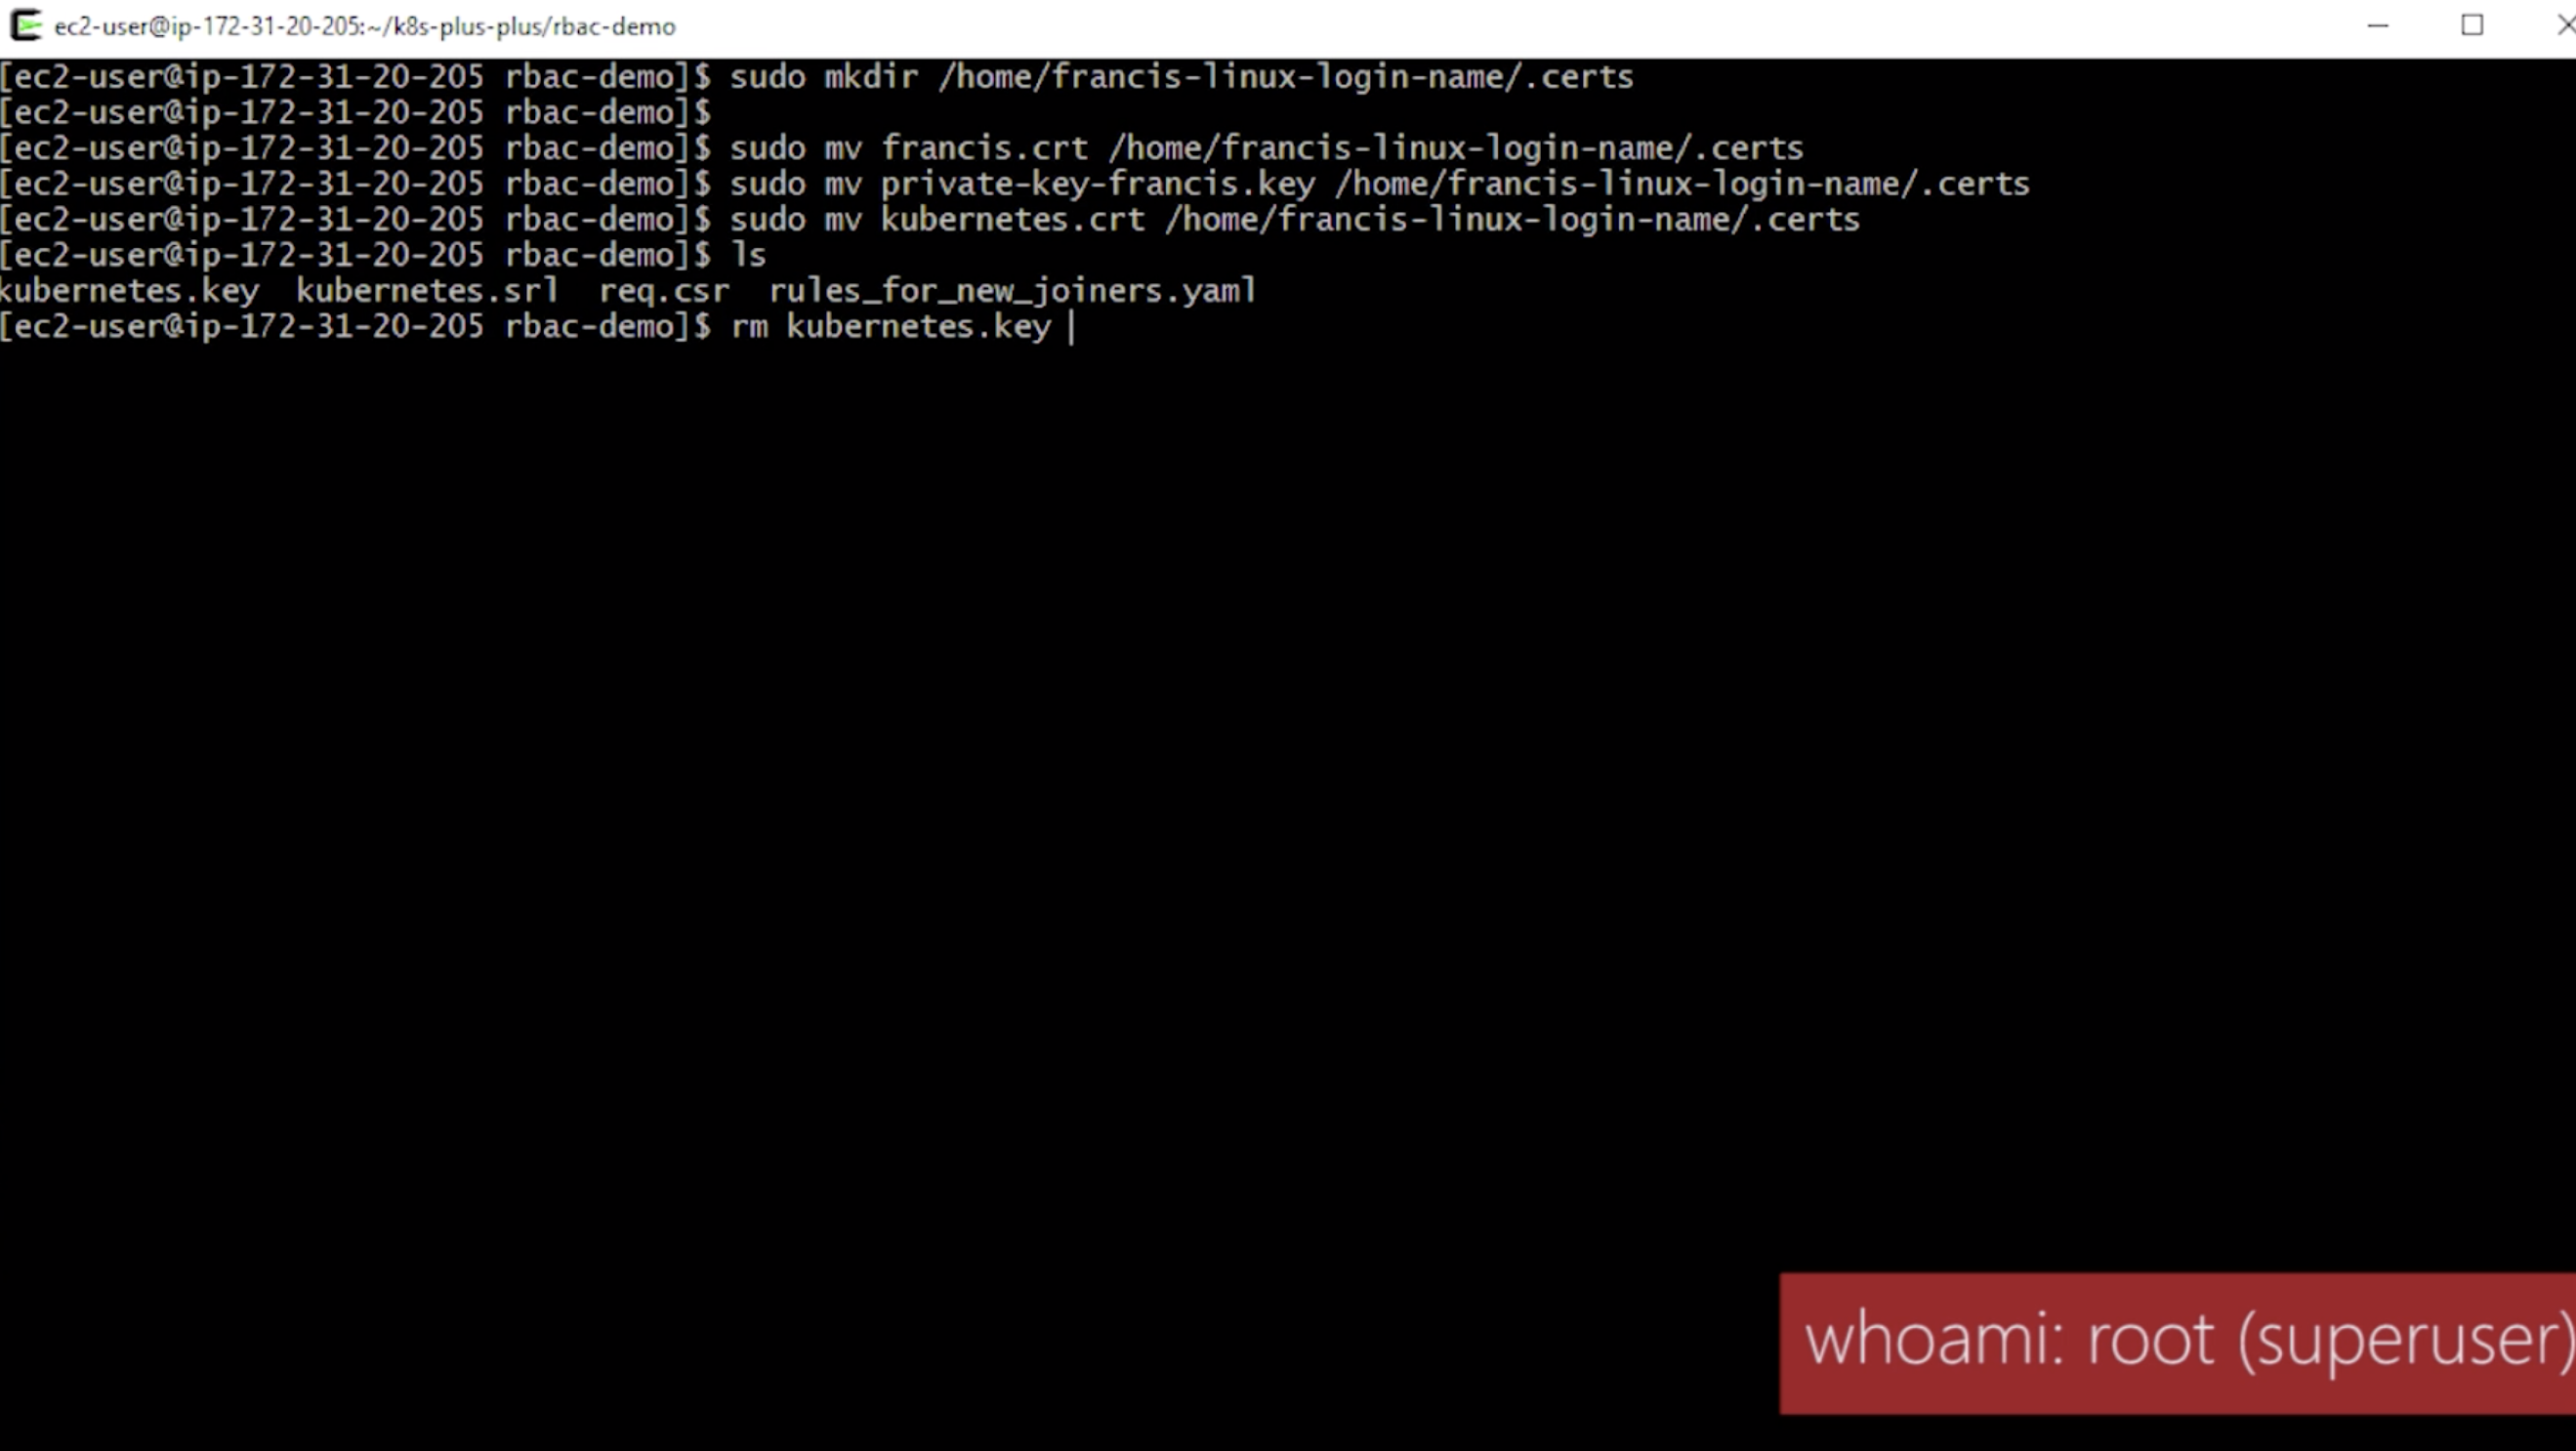 ec2-user@ip-172-31-20-205:~/k8s-plus-plus/rbac-demo
[ec2-user@ip-172-31-20-205 rbac-demo]$ sudo mkdir /home/francis-linux-login-name/.certs
[ec2-user@ip-172-31-20-205 rbac-demo]$
[ec2-user@ip-172-31-20-205 rbac-demo]$ sudo mv francis.crt /home/francis-linux-login-name/.certs
[ec2-user@ip-172-31-20-205 rbac-demo]$ sudo mv private-key-francis.key /home/francis-linux-login-name/.certs
[ec2-user@ip-172-31-20-205 rbac-demo]$ sudo mv kubernetes.crt /home/francis-linux-login-name/.certs
[ec2-user@ip-172-31-20-205 rbac-demo]$ ls
kubernetes.key  kubernetes.srl  req.csr  rules_for_new_joiners.yaml
[ec2-user@ip-172-31-20-205 rbac-demo]$ rm kubernetes.key
whoami: root (superuser)